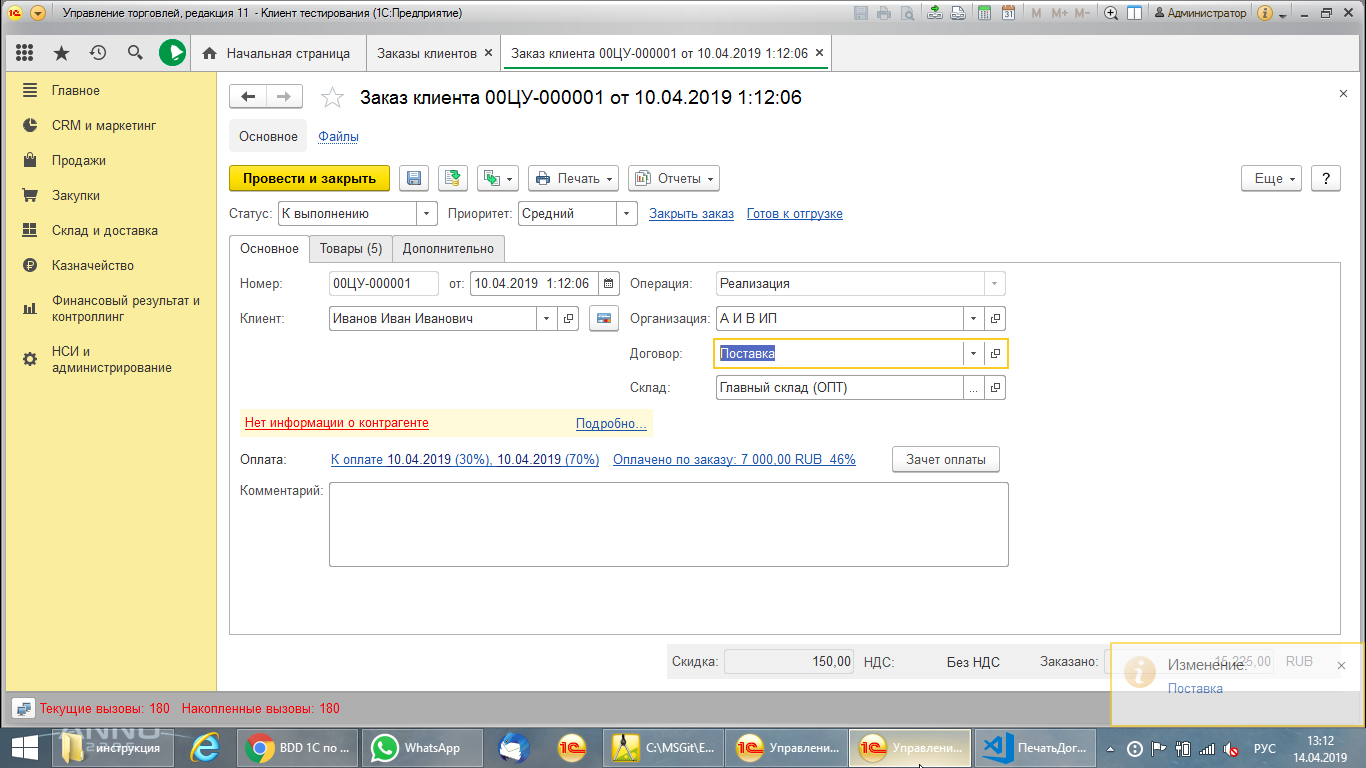 Управление торговлей, редакция 11 - Клиент тестирования (1С:Предприятие)
M M+ M- Администратор
Начальная страница Заказы клиентов × Заказ клиента 00ЦУ-000001 от 10.04.2019 1:12:06 ×
Главное
CRM и маркетинг
Продажи
Закупки
Склад и доставка
Казначейство
Финансовый результат и
контроллинг
НСИ и
администрирование
Заказ клиента 00ЦУ-000001 от 10.04.2019 1:12:06
Основное Файлы
Провести и закрыть Печать Отчеты Еще ?
Статус: К выполнению Приоритет: Средний Закрыть заказ Готов к отгрузке
Основное Товары (5) Дополнительно
Номер: 00ЦУ-000001 от: 10.04.2019 1:12:06 Операция: Реализация
Клиент: Иванов Иван Иванович Организация: А И В ИП
Договор: Поставка
Склад: Главный склад (ОПТ) ...
Нет информации о контрагенте Подробно...
Оплата: К оплате 10.04.2019 (30%), 10.04.2019 (70%) Оплачено по заказу: 7 000,00 RUB 46% Зачет оплаты
Комментарий:
Скидка: 150,00 НДС: Без НДС Заказано: 15 225,00 RUB
Изменение:
Поставка
Текущие вызовы: 180 Накопленные вызовы: 180
инструкция BDD 1С по ... WhatsApp C:\MSGit\E... Управлени... Управлени... ПечатьДог... РУС 13:12
14.04.2019